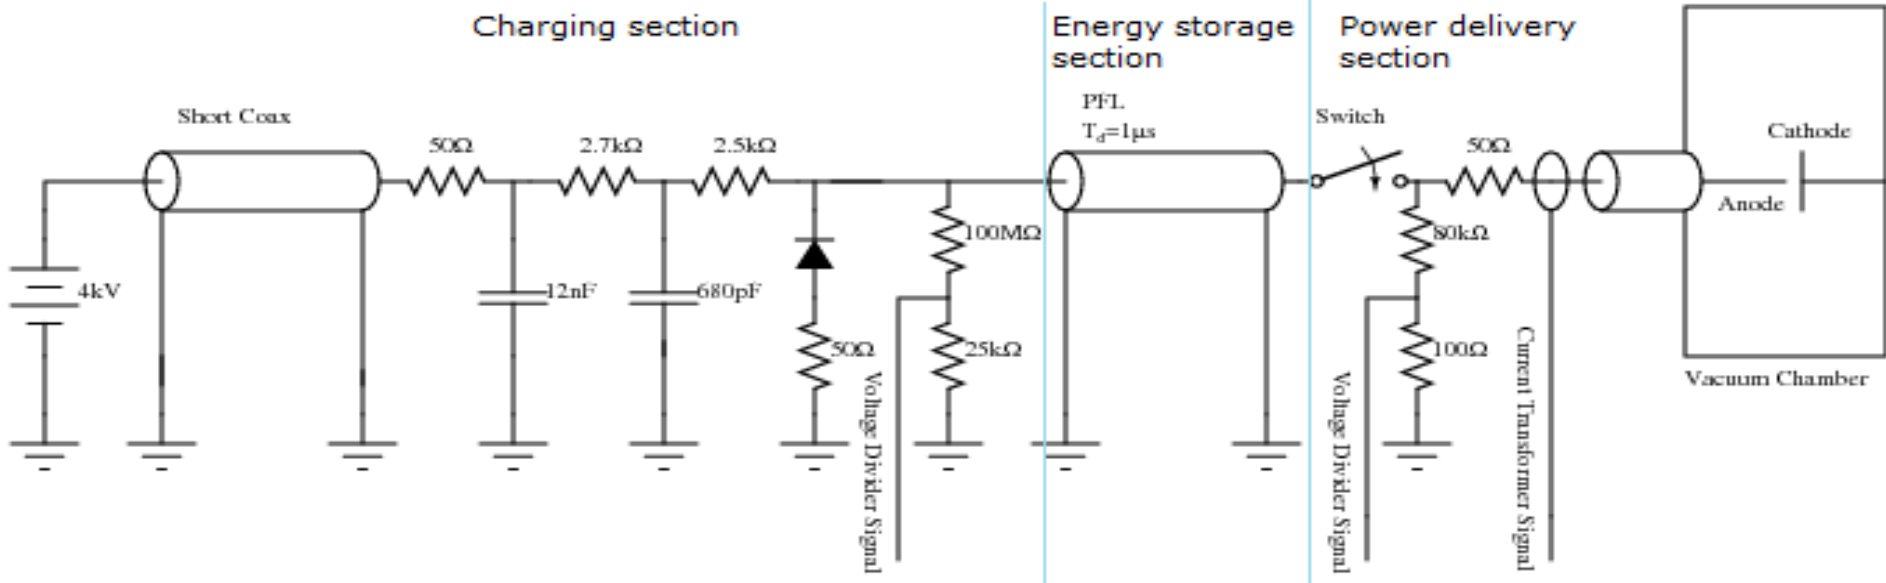 Charging section
Energy storage
section
Power delivery
section
Short Coax
50Ω
2.7kΩ
2.5kΩ
PFL
T_d=1μs
Switch
50Ω
Cathode
Anode
4kV
12nF
680pF
50Ω
100MΩ
25kΩ
80kΩ
100Ω
Voltage Divider Signal
Voltage Divider Signal
Current Transformer Signal
Vacuum Chamber